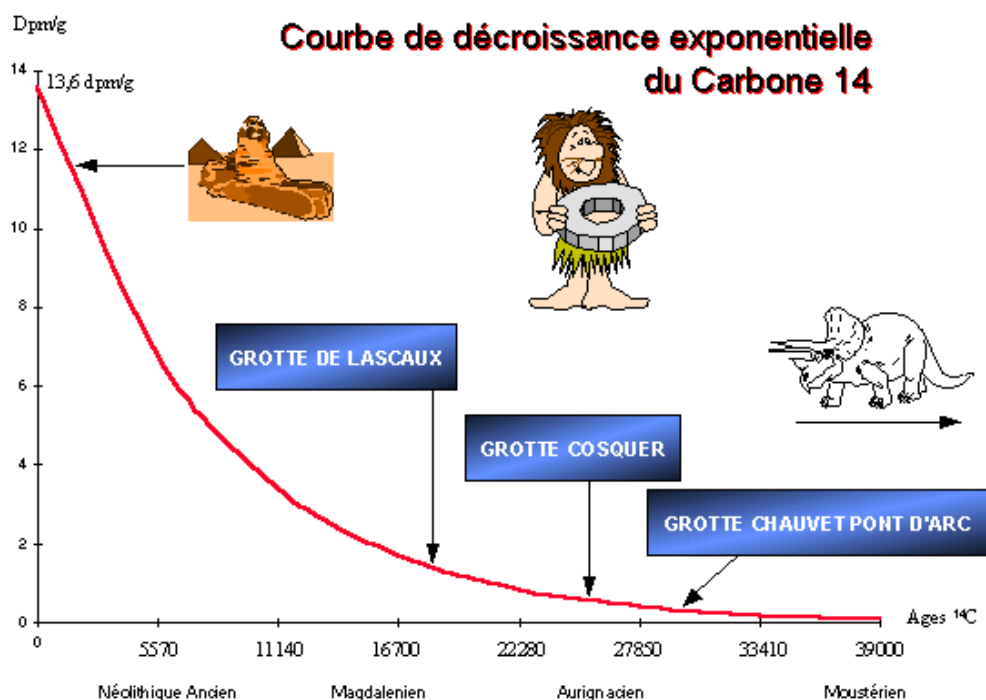 Dpm/g
Courbe de décroissance exponentielle
du Carbone 14
14
13,6 dpm/g
12
10
8
GROTTE DE LASCAUX
6
GROTTE COSQUER
4
GROTTE CHAUVET PONT D'ARC
2
0
Ages ¹⁴C
0 5570 11140 16700 22280 27850 33410 39000
Néolithique Ancien Magdalenien Aurignacien Moustérien